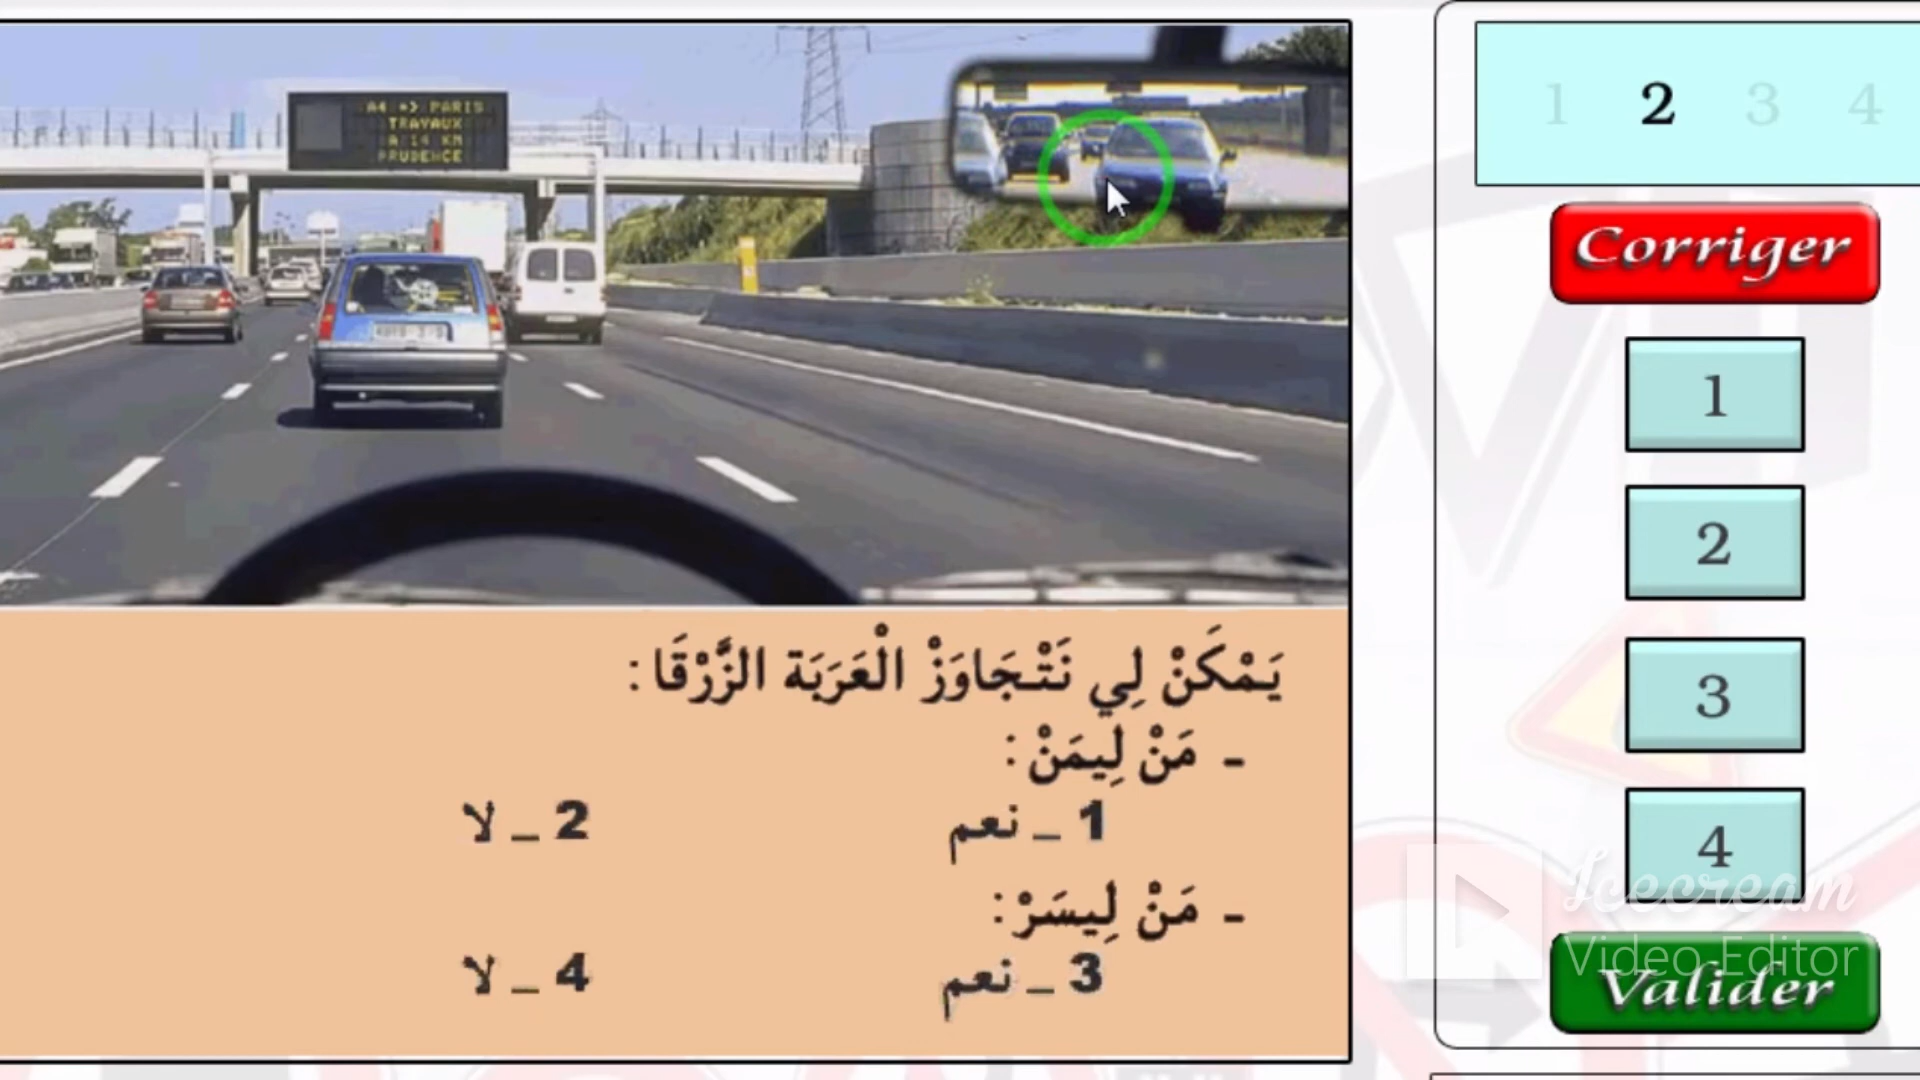 A4 => PARIS
TRAVAUX
A 14 KM
PRUDENCE
يَمْكَنْ لِي نَتْجَاوَزْ الْعَرَبَة الزَّرْقَا :
- مَنْ لِيمَنْ :
1 _ نعم
2 _ لا
- مَنْ لِيسَرْ :
3 _ نعم
4 _ لا
1 2 3 4
Corriger
1
2
3
4
Valider
Icecream
Video Editor